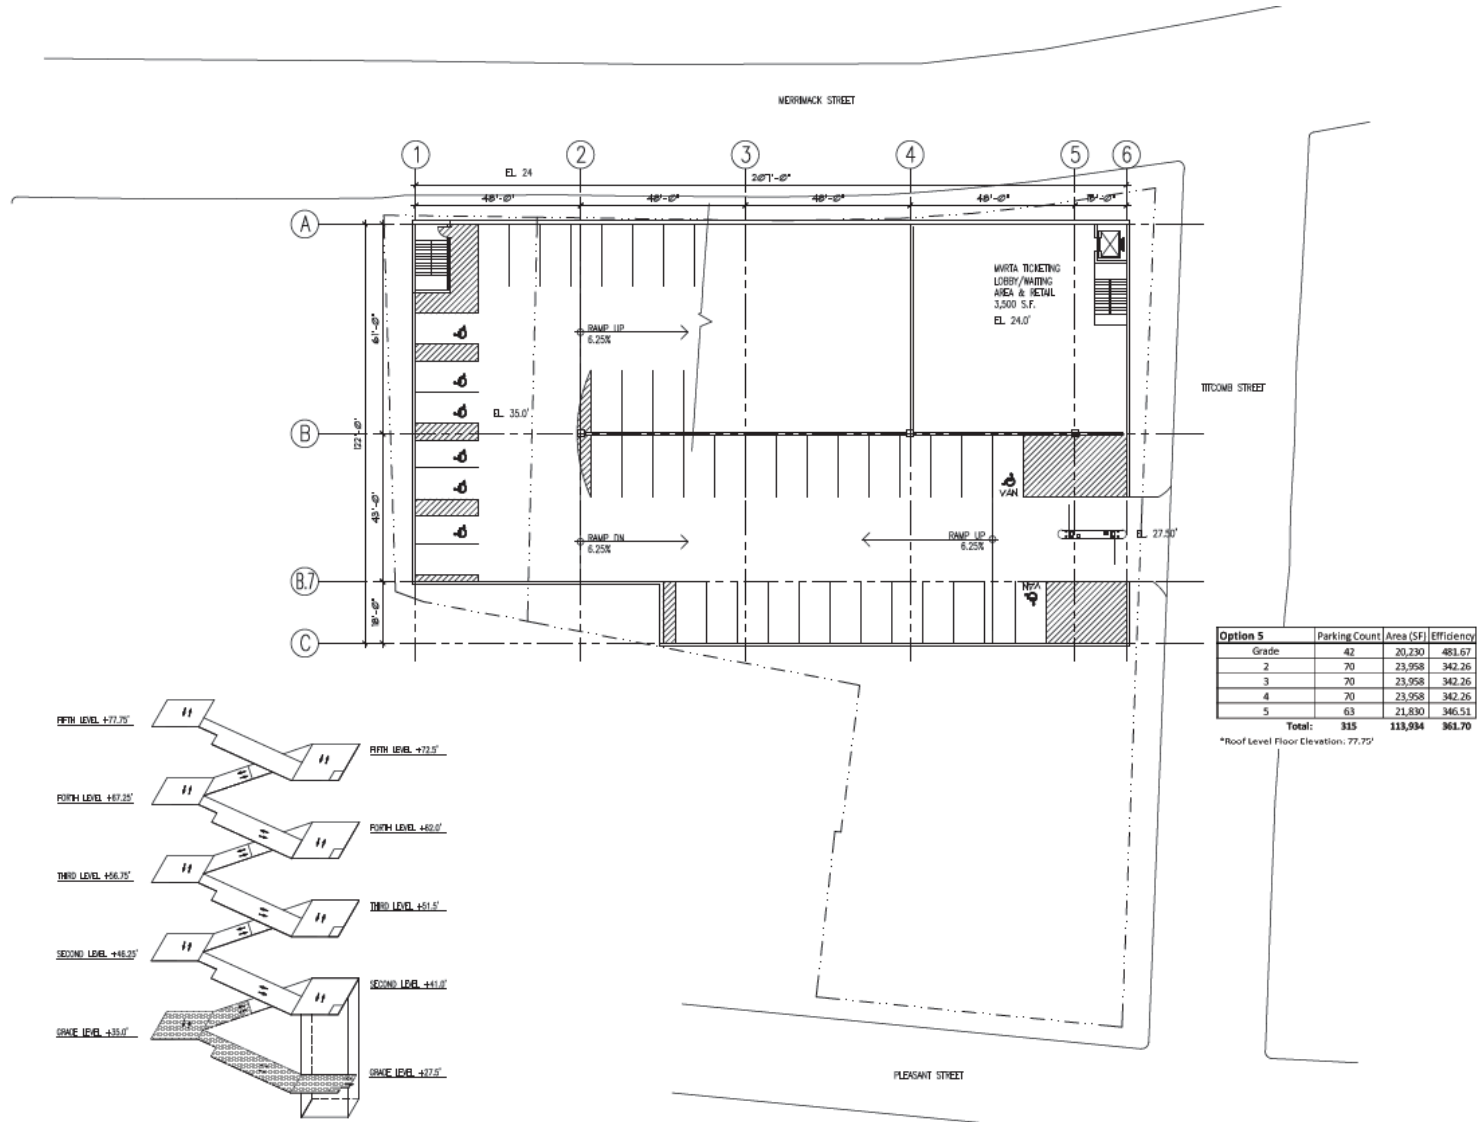 MERRIMACK STREET
1
2
3
4
5
6
EL 24
207'-0"
48'-0"
48'-0"
48'-0"
48'-0"
15'-0"
A
MVRTA TICKETING
LOBBY/WAITING
AREA & RETAIL
3,500 S.F.
EL 24.0'
RAMP UP
6.25%
61'-0"
TITCOMB STREET
EL 35.0'
B
122'-0"
VAN
43'-0"
RAMP DN
6.25%
RAMP UP
6.25%
EL 27.50'
B.7
VAN
18'-0"
C
Option 5 Parking Count Area (SF) Efficiency
Grade 42 20,230 481.67
2 70 23,958 342.26
3 70 23,958 342.26
4 70 23,958 342.26
5 63 21,830 346.51
Total: 315 113,934 361.70
*Roof Level Floor Elevation: 77.75'
FIFTH LEVEL +77.75'
FIFTH LEVEL +72.5'
FORTH LEVEL +67.25'
FORTH LEVEL +62.0'
THIRD LEVEL +56.75'
THIRD LEVEL +51.5'
SECOND LEVEL +46.25'
SECOND LEVEL +41.0'
GRADE LEVEL +35.0'
GRADE LEVEL +27.5'
PLEASANT STREET